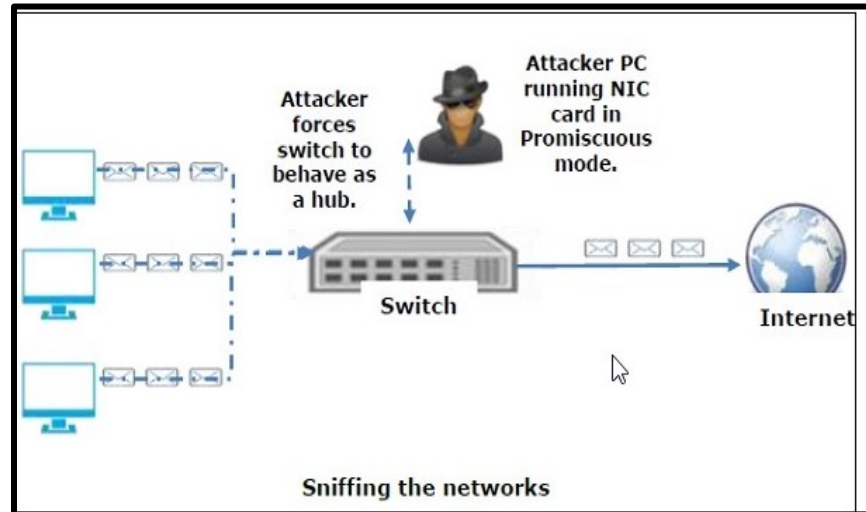 Attacker
forces
switch to
behave as
a hub.
Attacker PC
running NIC
card in
Promiscuous
mode.
Switch
Internet
Sniffing the networks